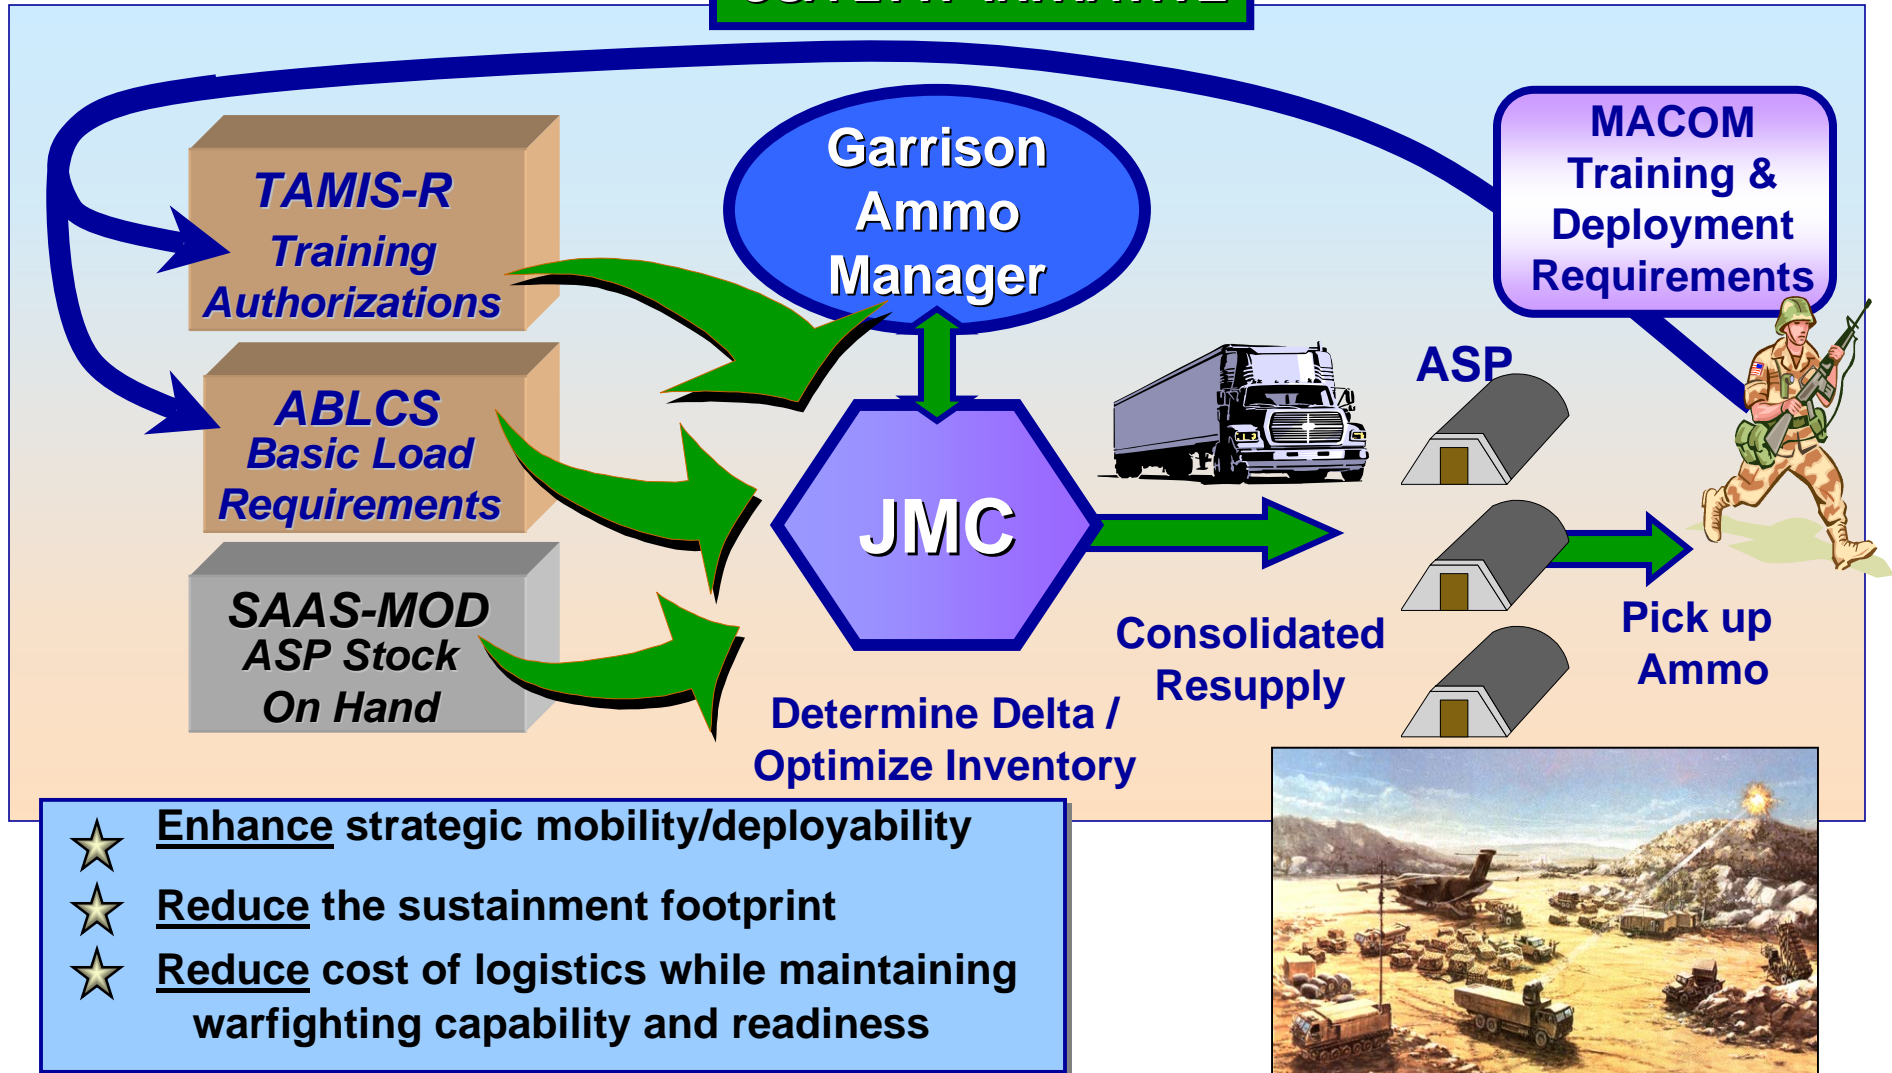 INITIATIVE
MACOM
Training &
Deployment
Requirements
Garrison
Ammo
Manager
TAMIS-R
Training
Authorizations
ABLCS
Basic Load
Requirements
SAAS-MOD
ASP Stock
On Hand
JMC
ASP
Consolidated
Resupply
Pick up
Ammo
Determine Delta /
Optimize Inventory
Enhance strategic mobility/deployability
Reduce the sustainment footprint
Reduce cost of logistics while maintaining
warfighting capability and readiness